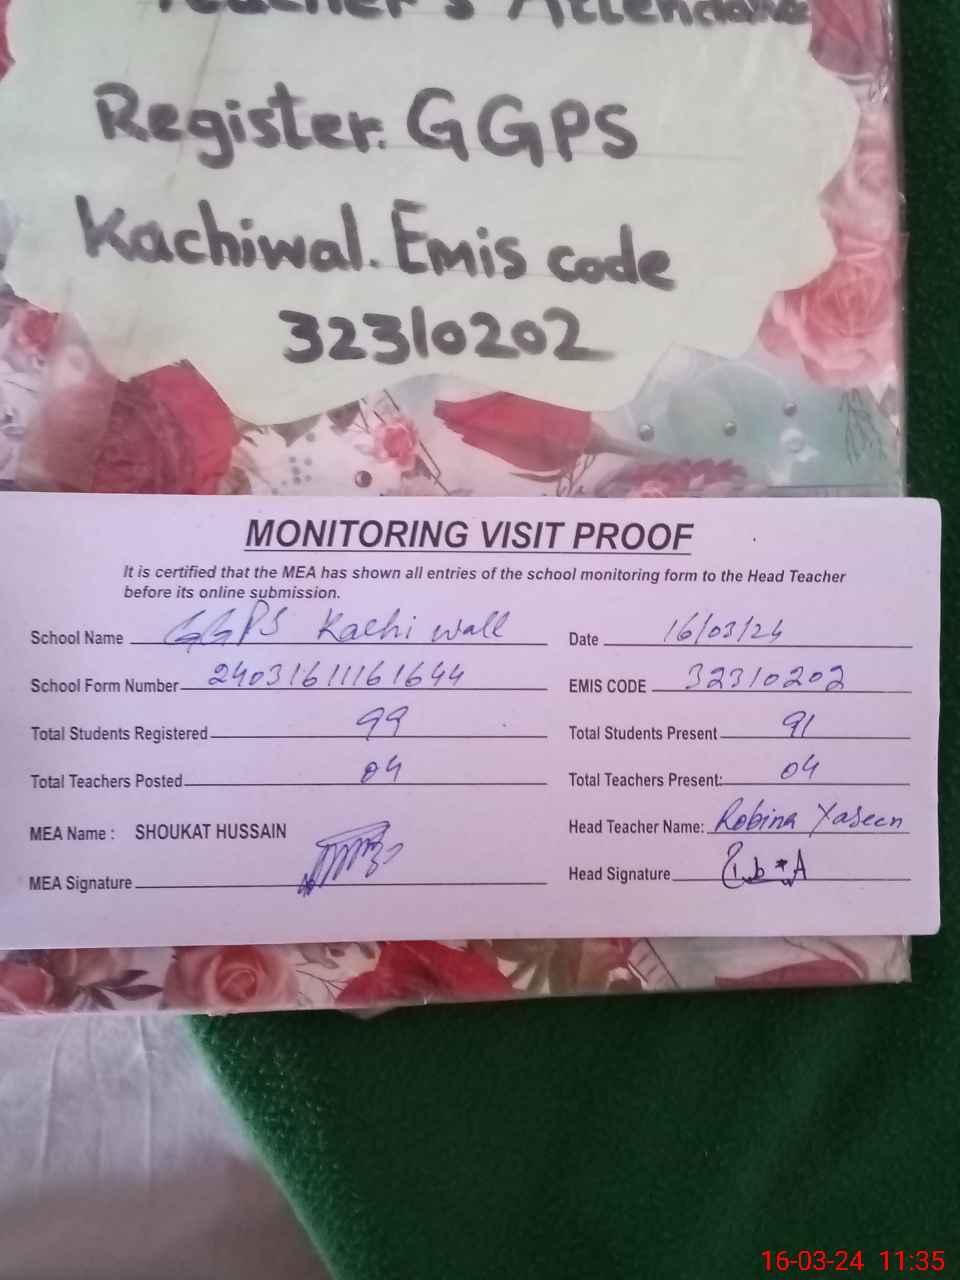 Teacher's Attendance
Register. GGPS
Kachiwal. Emis code
32310202
MONITORING VISIT PROOF
It is certified that the MEA has shown all entries of the school monitoring form to the Head Teacher
before its online submission.
School Name GGPS Kachi wall Date 16/03/24
School Form Number 24031611161644 EMIS CODE 32310202
Total Students Registered 99 Total Students Present 91
Total Teachers Posted 04 Total Teachers Present: 04
MEA Name : SHOUKAT HUSSAIN Head Teacher Name: Robina Yaseen
MEA Signature Head Signature
16-03-24 11:35